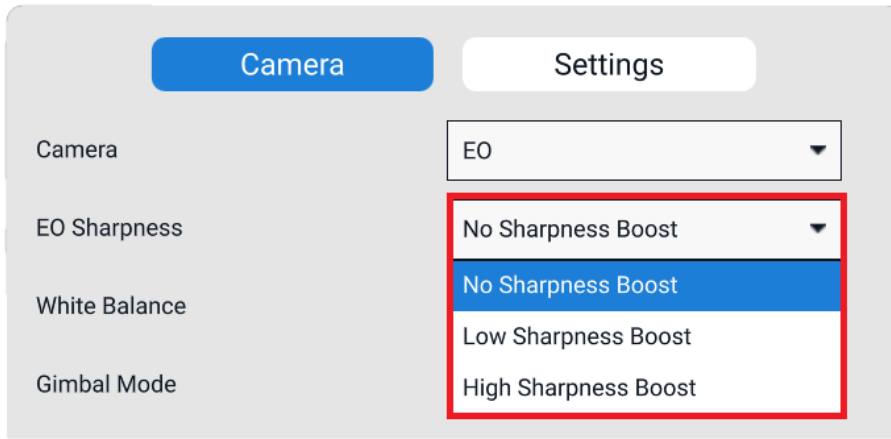 Camera Settings
Camera EO
EO Sharpness No Sharpness Boost
No Sharpness Boost
White Balance
Low Sharpness Boost
Gimbal Mode High Sharpness Boost